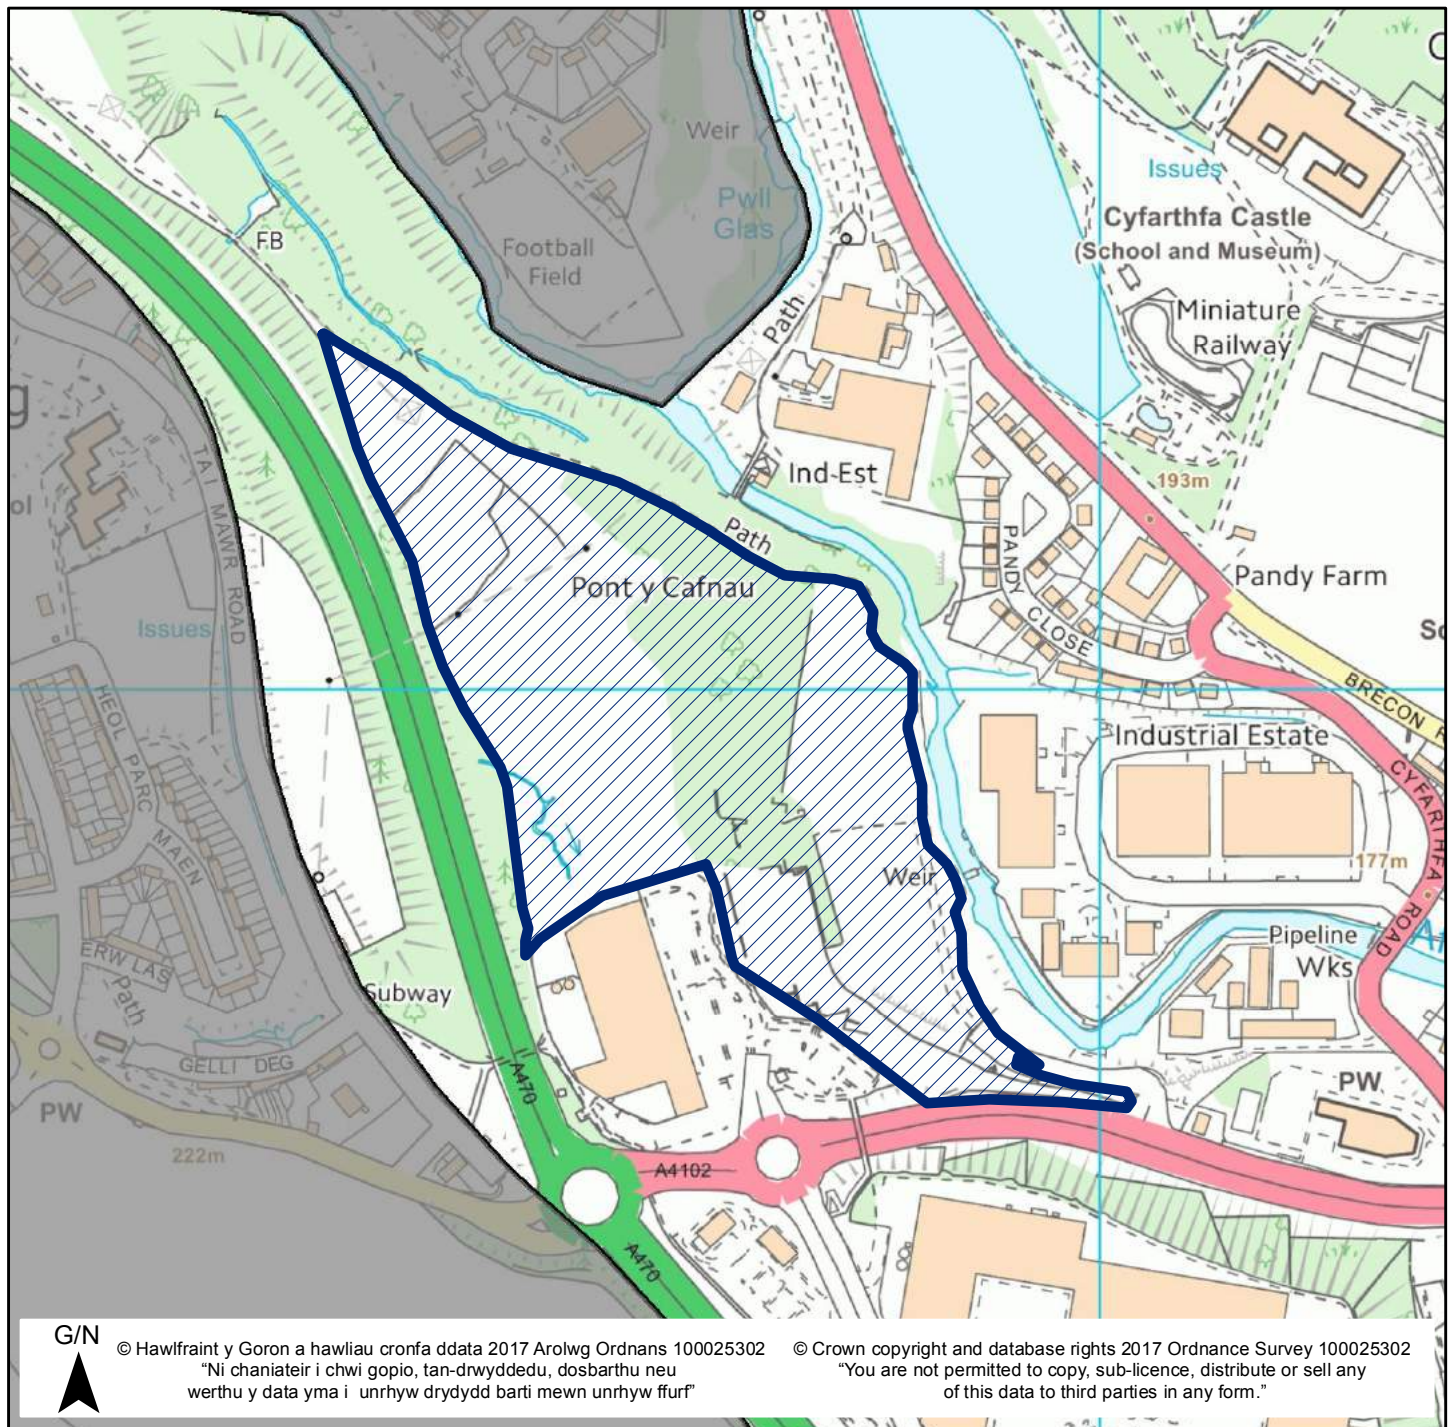 C
Weir
Issues
Pwll
Glas
Cyfarthfa Castle
(School and Museum)
FB
Football
Field
Path
Miniature
Railway
g
TAI MAWR ROAD
Ind-Est
193m
ol
Path
PANDY
CLOSE
Pont y Cafnau
Pandy Farm
Issues
Sc
BRECON R
HEOL PARC MAEN
Industrial Estate
CYFARTHFA ROAD
177m
Weir
Pipeline
Wks
ERW LAS
Path
Subway
GELLI DEG
A470
PW
PW
222m
A4102
A470
G/N
© Hawlfraint y Goron a hawliau cronfa ddata 2017 Arolwg Ordnans 100025302
“Ni chaniateir i chwi gopio, tan-drwyddedu, dosbarthu neu
werthu y data yma i unrhyw drydydd barti mewn unrhyw ffurf”
© Crown copyright and database rights 2017 Ordnance Survey 100025302
“You are not permitted to copy, sub-licence, distribute or sell any
of this data to third parties in any form.”